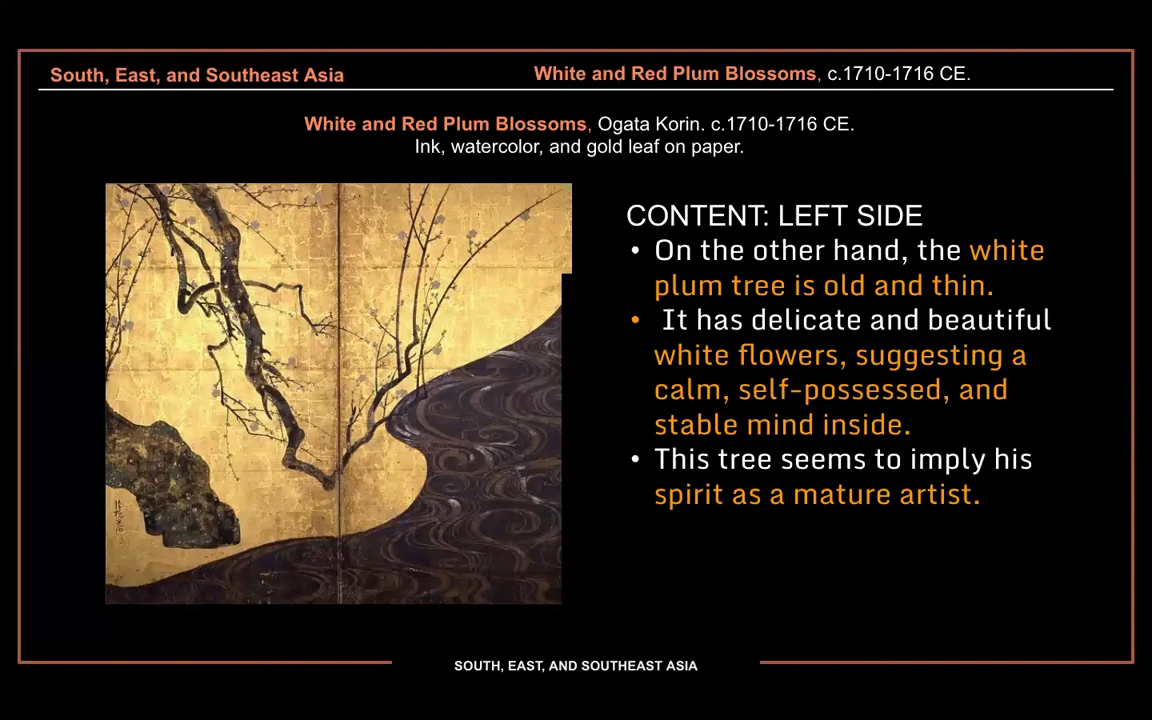 South, East, and Southeast Asia
White and Red Plum Blossoms, c.1710-1716 CE.
White and Red Plum Blossoms, Ogata Korin. c.1710-1716 CE.
Ink, watercolor, and gold leaf on paper.
CONTENT: LEFT SIDE
• On the other hand, the white
plum tree is old and thin.
• It has delicate and beautiful
white flowers, suggesting a
calm, self-possessed, and
stable mind inside.
• This tree seems to imply his
spirit as a mature artist.
SOUTH, EAST, AND SOUTHEAST ASIA